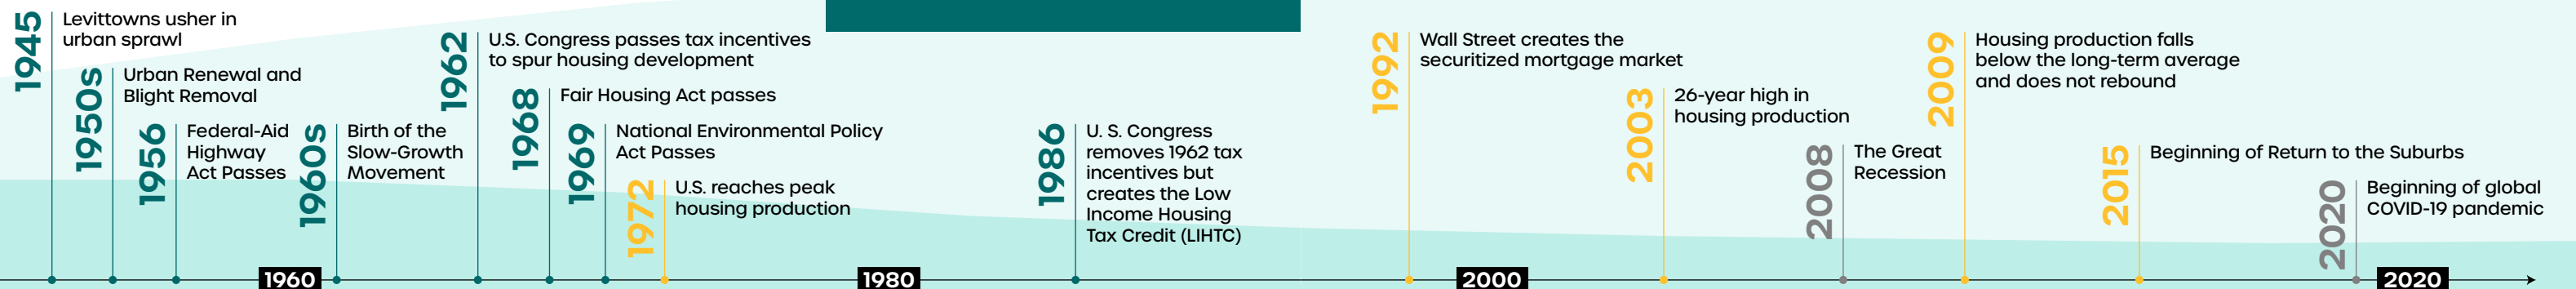 1945
Levittowns usher in
urban sprawl
1950s
Urban Renewal and
Blight Removal
1956
Federal-Aid
Highway
Act Passes
1960s
Birth of the
Slow-Growth
Movement
1962
U.S. Congress passes tax incentives
to spur housing development
1968
Fair Housing Act passes
1969
National Environmental Policy
Act Passes
1972
U.S. reaches peak
housing production
1986
U. S. Congress
removes 1962 tax
incentives but
creates the Low
Income Housing
Tax Credit (LIHTC)
1992
Wall Street creates the
securitized mortgage market
2003
26-year high in
housing production
2008
The Great
Recession
2009
Housing production falls
below the long-term average
and does not rebound
2015
Beginning of Return to the Suburbs
2020
Beginning of global
COVID-19 pandemic
1960
1980
2000
2020